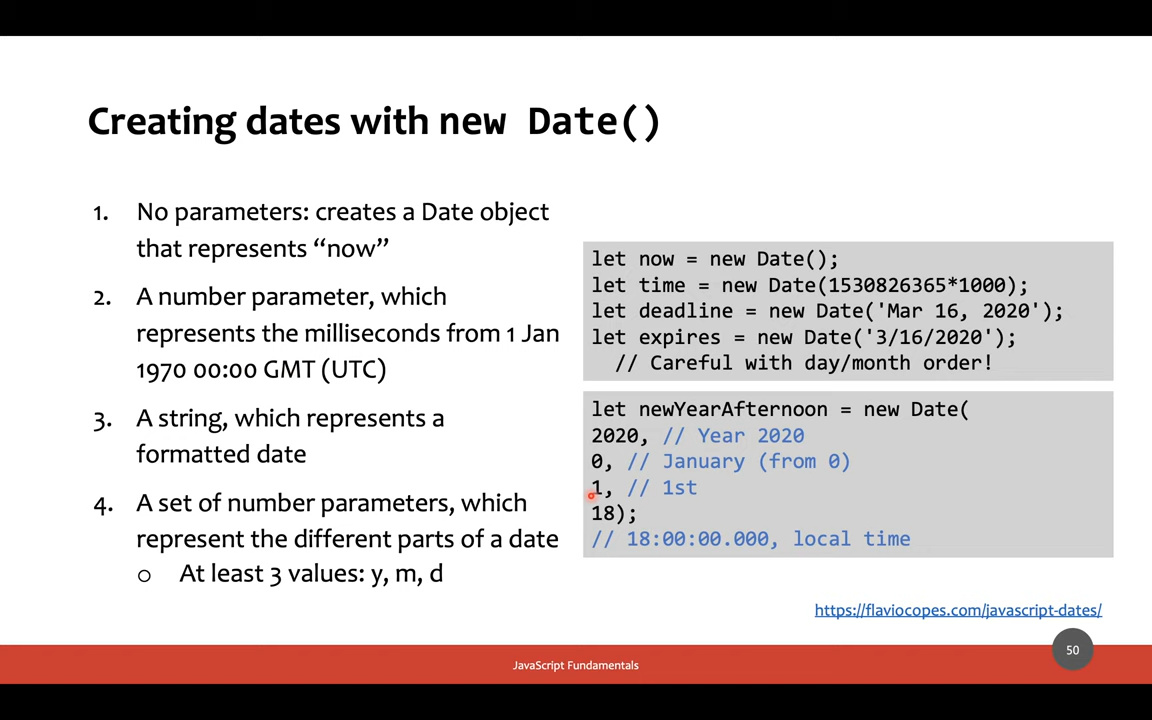 Creating dates with new Date()
1. No parameters: creates a Date object
that represents “now”
2. A number parameter, which
represents the milliseconds from 1 Jan
1970 00:00 GMT (UTC)
3. A string, which represents a
formatted date
4. A set of number parameters, which
represent the different parts of a date
o At least 3 values: y, m, d
let now = new Date();
let time = new Date(1530826365*1000);
let deadline = new Date('Mar 16, 2020');
let expires = new Date('3/16/2020');
// Careful with day/month order!
let newYearAfternoon = new Date(
2020, // Year 2020
0, // January (from 0)
1, // 1st
18);
// 18:00:00.000, local time
https://flaviocopes.com/javascript-dates/
50
JavaScript Fundamentals